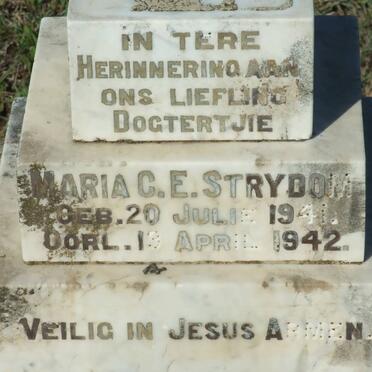 IN TERE
HERINNERING AAN
ONS LIEFLING
DOGTERTJIE
MARIA C. E. STRYDOM
GEB. 20 JULIE 1941.
OORL. APRIL 1942.
VEILIG IN JESUS ARMEN.